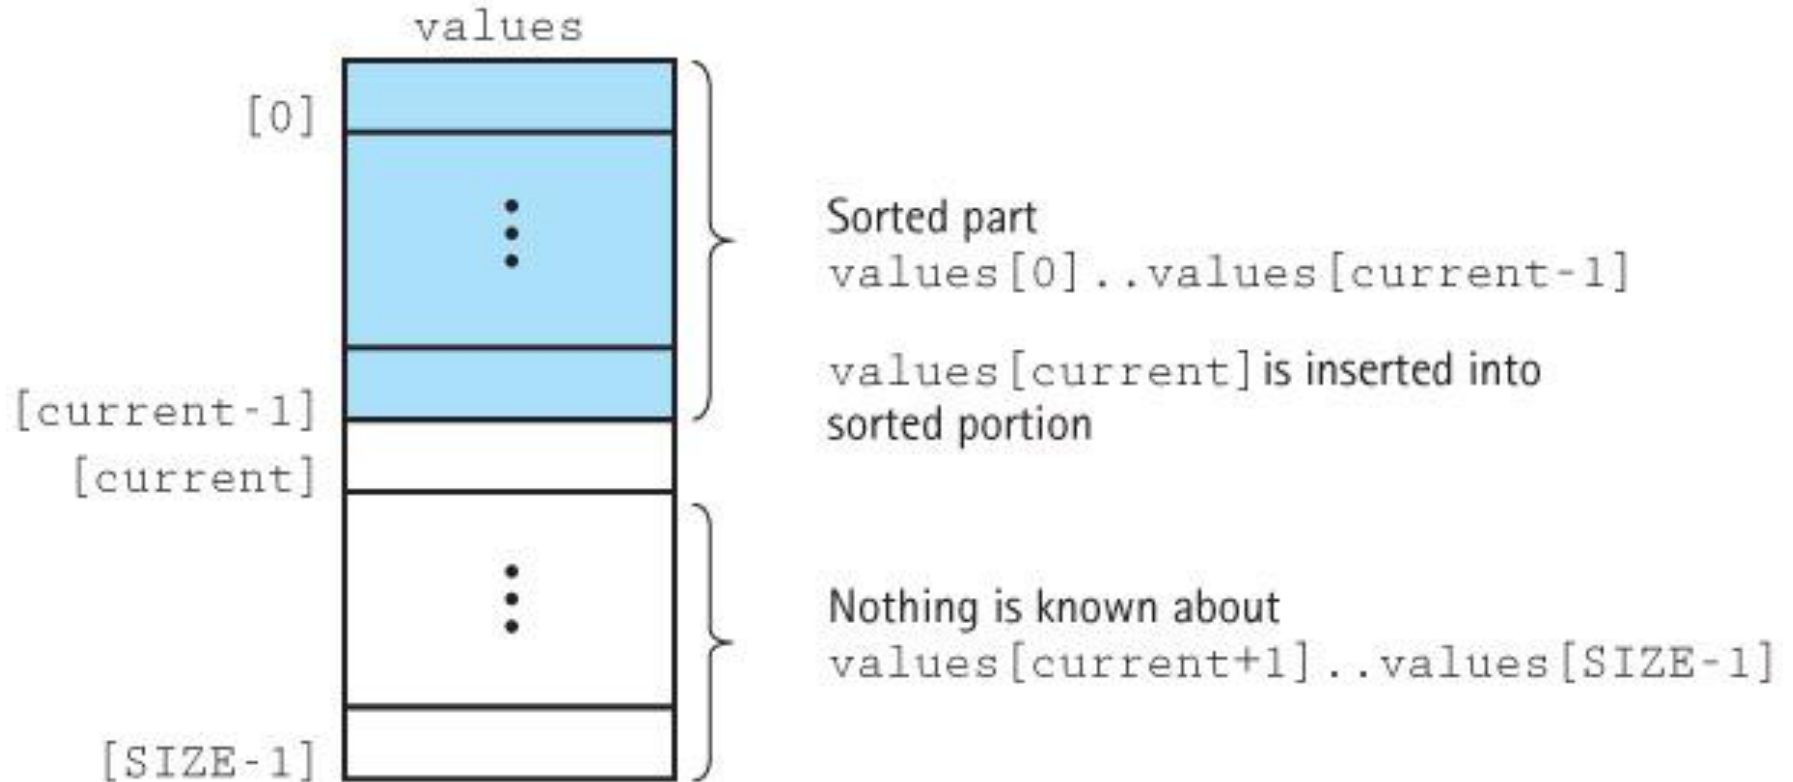 values
[0]
Sorted part
values[0]..values[current-1]
values[current] is inserted into
sorted portion
[current-1]
[current]
Nothing is known about
values[current+1]..values[SIZE-1]
[SIZE-1]